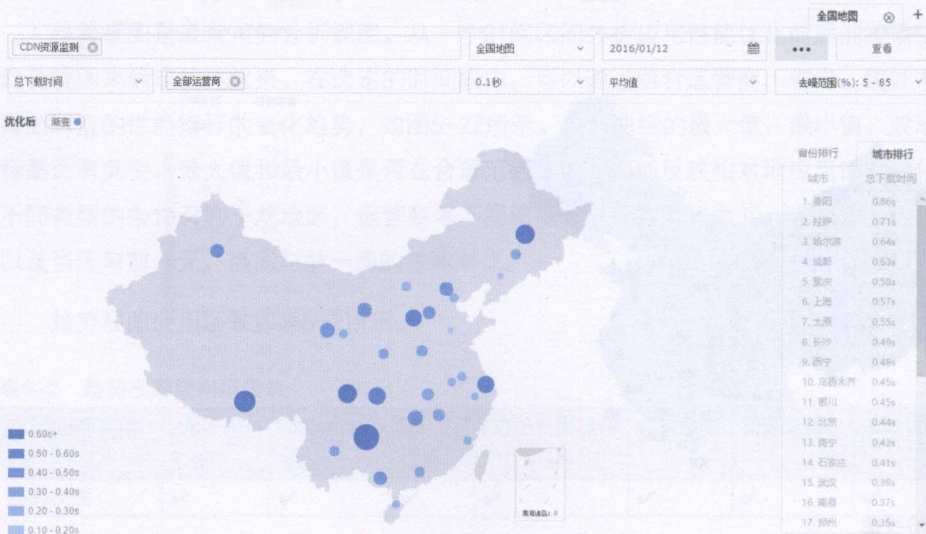 全国地图
CDN资源监测
全国地图
2016/01/12
查看
总下载时间
全部运营商
0.1秒
平均值
去噪范围(%): 5 - 85
优化后
渐变
省份排行
城市排行
城市
总下载时间
1. 贵阳 0.86s
2. 拉萨 0.71s
3. 哈尔滨 0.64s
4. 成都 0.63s
5. 重庆 0.58s
6. 上海 0.57s
7. 太原 0.55s
8. 长沙 0.49s
9. 西宁 0.48s
10. 乌鲁木齐 0.45s
11. 银川 0.45s
12. 北京 0.44s
13. 南宁 0.43s
14. 石家庄 0.41s
15. 武汉 0.39s
16. 南昌 0.37s
17. 郑州 0.35s
0.60s+
0.50 - 0.60s
0.40 - 0.50s
0.30 - 0.40s
0.20 - 0.30s
0.10 - 0.20s
南海诸岛: 0